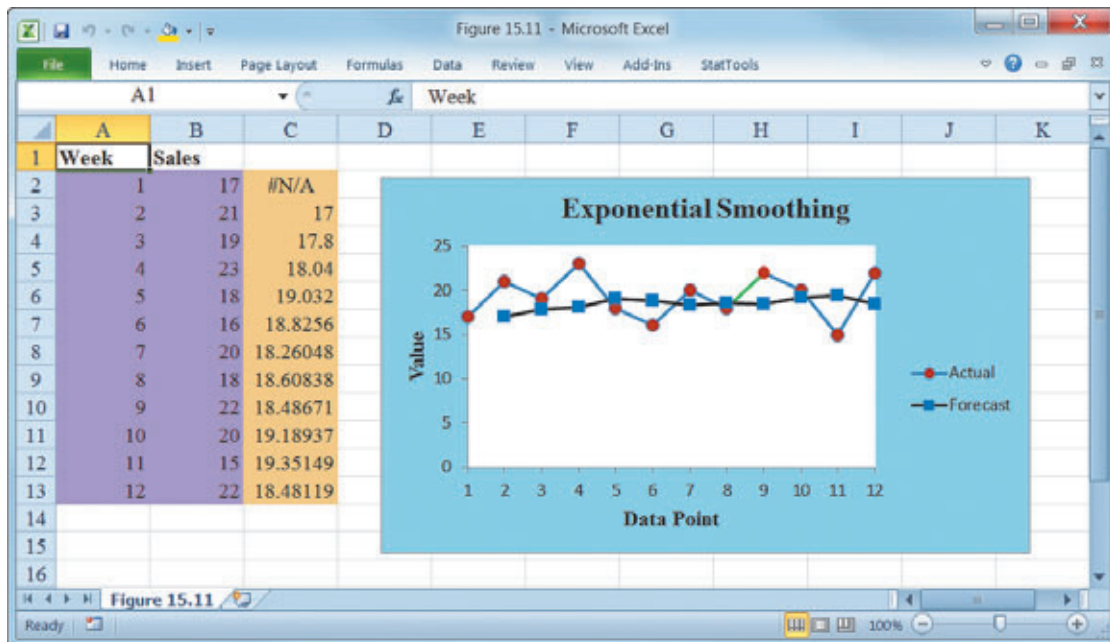 Figure 15.11 - Microsoft Excel
File Home Insert Page Layout Formulas Data Review View Add-Ins StatTools
A1 fx Week
A B C D E F G H I J K
1 Week Sales
2 1 17 #N/A
3 2 21 17
4 3 19 17.8
5 4 23 18.04
6 5 18 19.032
7 6 16 18.8256
8 7 20 18.26048
9 8 18 18.60838
10 9 22 18.48671
11 10 20 19.18937
12 11 15 19.35149
13 12 22 18.48119
14
15
16
Exponential Smoothing
Value
25
20
15
10
5
0
1 2 3 4 5 6 7 8 9 10 11 12
Data Point
Actual
Forecast
Figure 15.11
Ready 100%